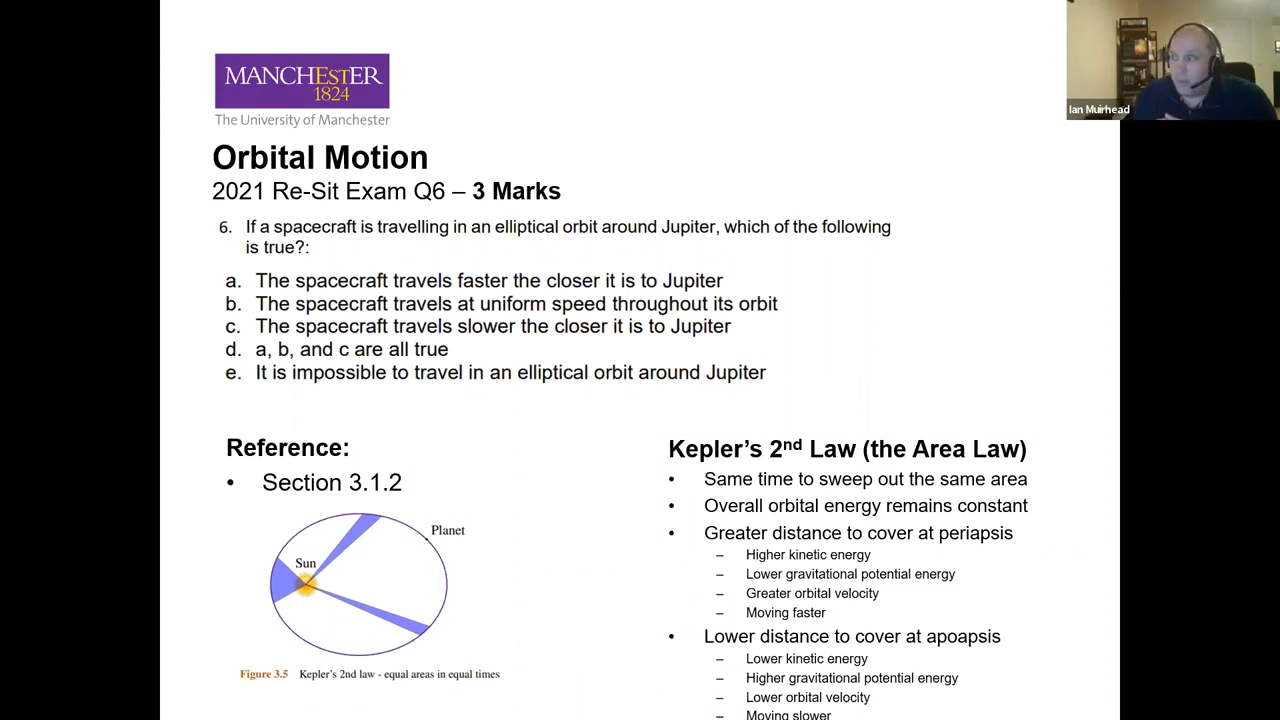 MANCHESTER
1824
The University of Manchester
Ian Muirhead
Orbital Motion
2021 Re-Sit Exam Q6 – 3 Marks
6. If a spacecraft is travelling in an elliptical orbit around Jupiter, which of the following
is true?:
a. The spacecraft travels faster the closer it is to Jupiter
b. The spacecraft travels at uniform speed throughout its orbit
c. The spacecraft travels slower the closer it is to Jupiter
d. a, b, and c are all true
e. It is impossible to travel in an elliptical orbit around Jupiter
Reference:
• Section 3.1.2
Planet
Sun
Figure 3.5 Kepler's 2nd law - equal areas in equal times
Kepler's 2nd Law (the Area Law)
• Same time to sweep out the same area
• Overall orbital energy remains constant
• Greater distance to cover at periapsis
– Higher kinetic energy
– Lower gravitational potential energy
– Greater orbital velocity
– Moving faster
• Lower distance to cover at apoapsis
– Lower kinetic energy
– Higher gravitational potential energy
– Lower orbital velocity
– Moving slower